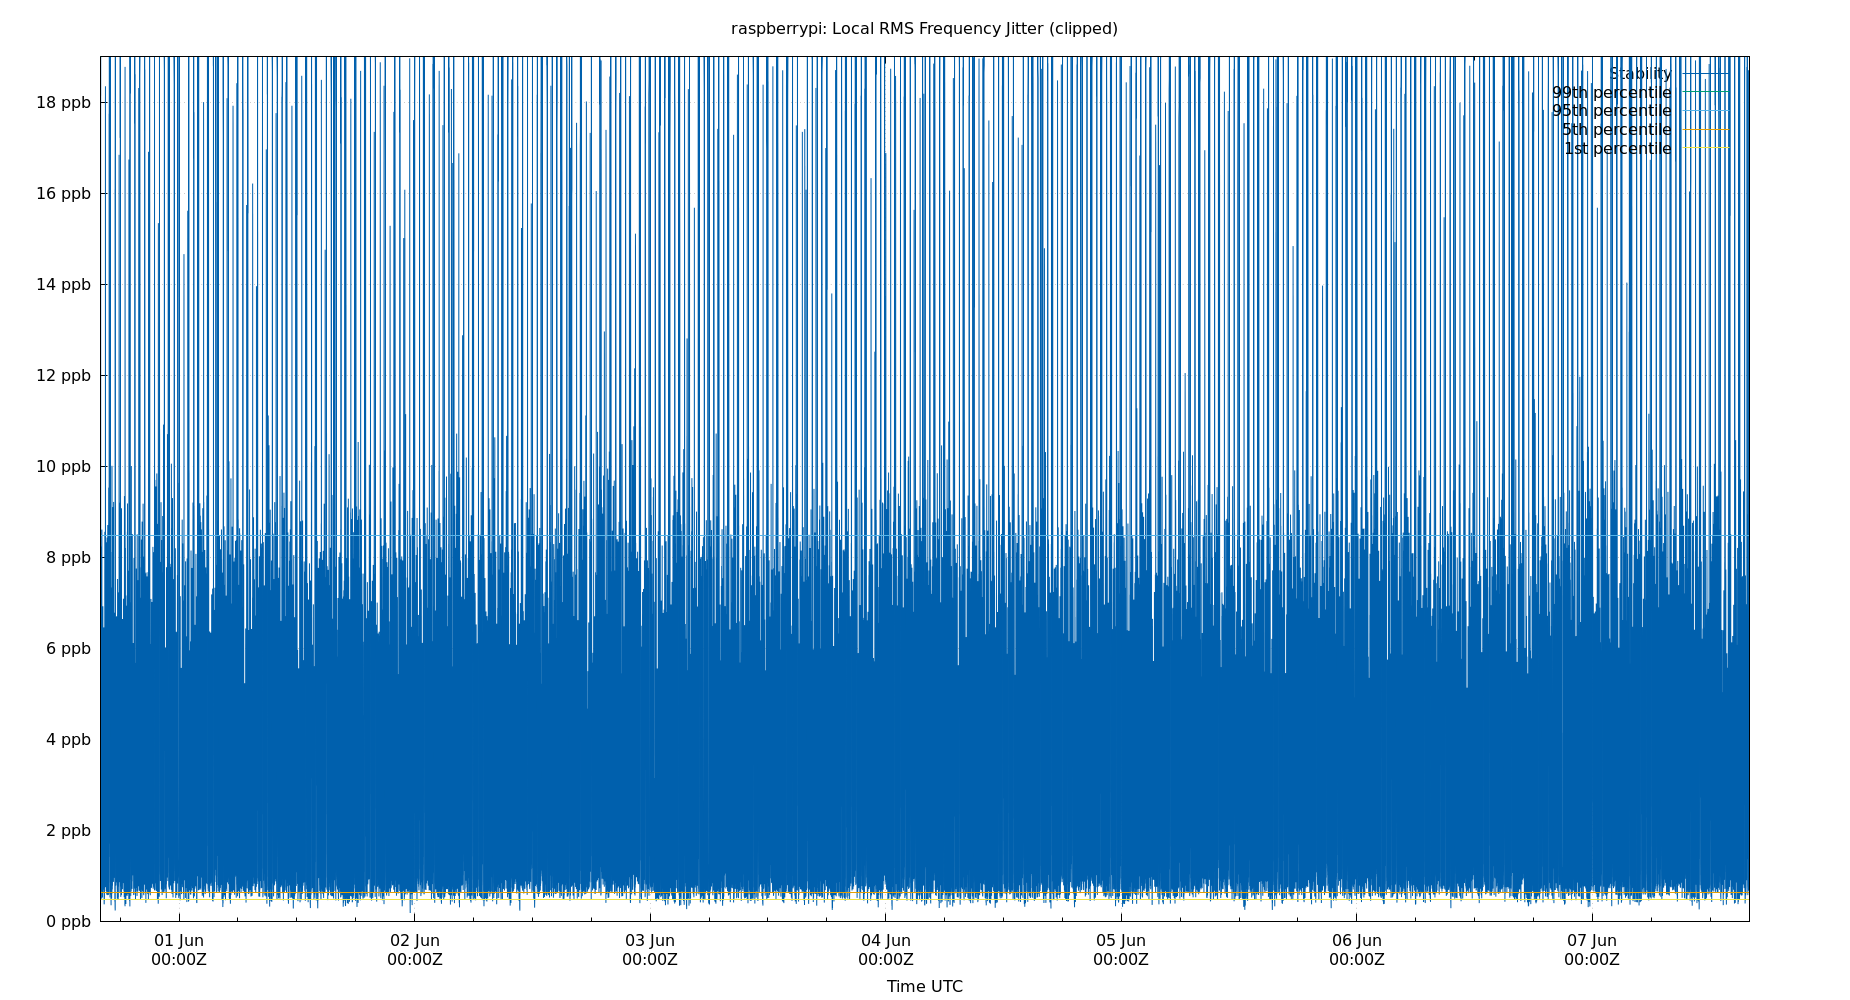 raspberrypi: Local RMS Frequency Jitter (clipped)
Stability
99th percentile
95th percentile
5th percentile
1st percentile
18 ppb
16 ppb
14 ppb
12 ppb
10 ppb
8 ppb
6 ppb
4 ppb
2 ppb
0 ppb
01 Jun 02 Jun 03 Jun 04 Jun 05 Jun 06 Jun 07 Jun
00:00Z 00:00Z 00:00Z 00:00Z 00:00Z 00:00Z 00:00Z
Time UTC